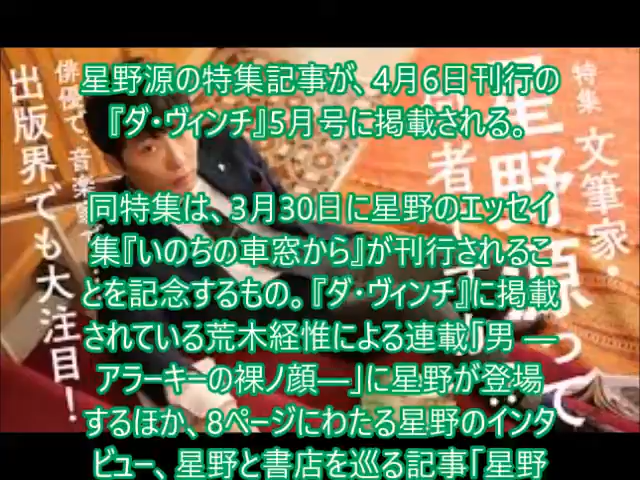 星野源の特集記事が、4月6日刊行の
『ダ・ヴィンチ』5月号に掲載される。
同特集は、3月30日に星野のエッセイ
集『いのちの車窓から』が刊行されるこ
とを記念するもの。『ダ・ヴィンチ』に掲載
されている荒木経惟による連載「男 ―
アラーキーの裸ノ顔―」に星野が登場
するほか、8ページにわたる星野のインタ
ビュー、星野と書店を巡る記事「星野
特集 文筆家・
星野源って
出版界でも大注目！